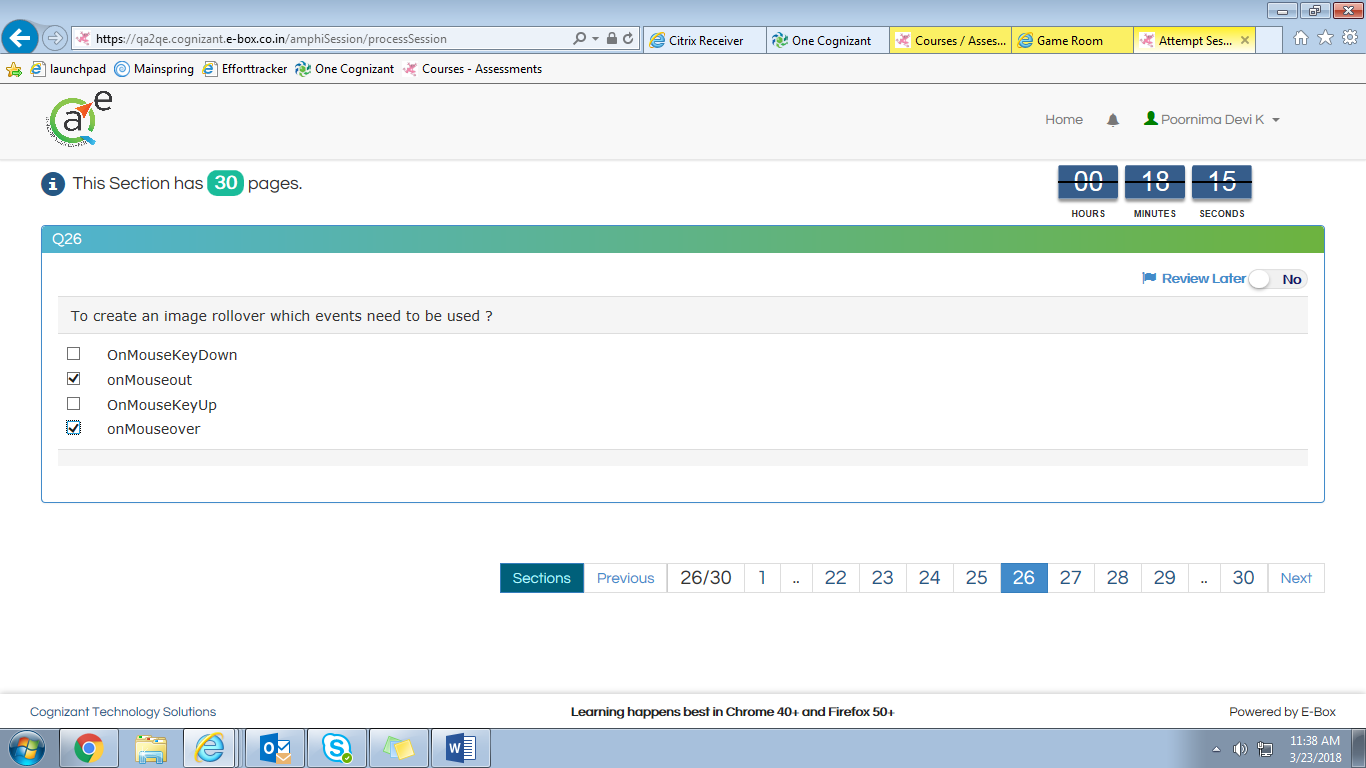 https://qa2qe.cognizant.e-box.co.in/amphiSession/processSession
Citrix Receiver
One Cognizant
Courses / Asses...
Game Room
Attempt Ses...
launchpad
Mainspring
Efforttracker
One Cognizant
Courses - Assessments
a e
Home
Poornima Devi K
This Section has 30 pages.
00 18 15
HOURS MINUTES SECONDS
Q26
Review Later No
To create an image rollover which events need to be used ?
OnMouseKeyDown
onMouseout
OnMouseKeyUp
onMouseover
Sections Previous 26/30 1 .. 22 23 24 25 26 27 28 29 .. 30 Next
Cognizant Technology Solutions
Learning happens best in Chrome 40+ and Firefox 50+
Powered by E-Box
11:38 AM
3/23/2018